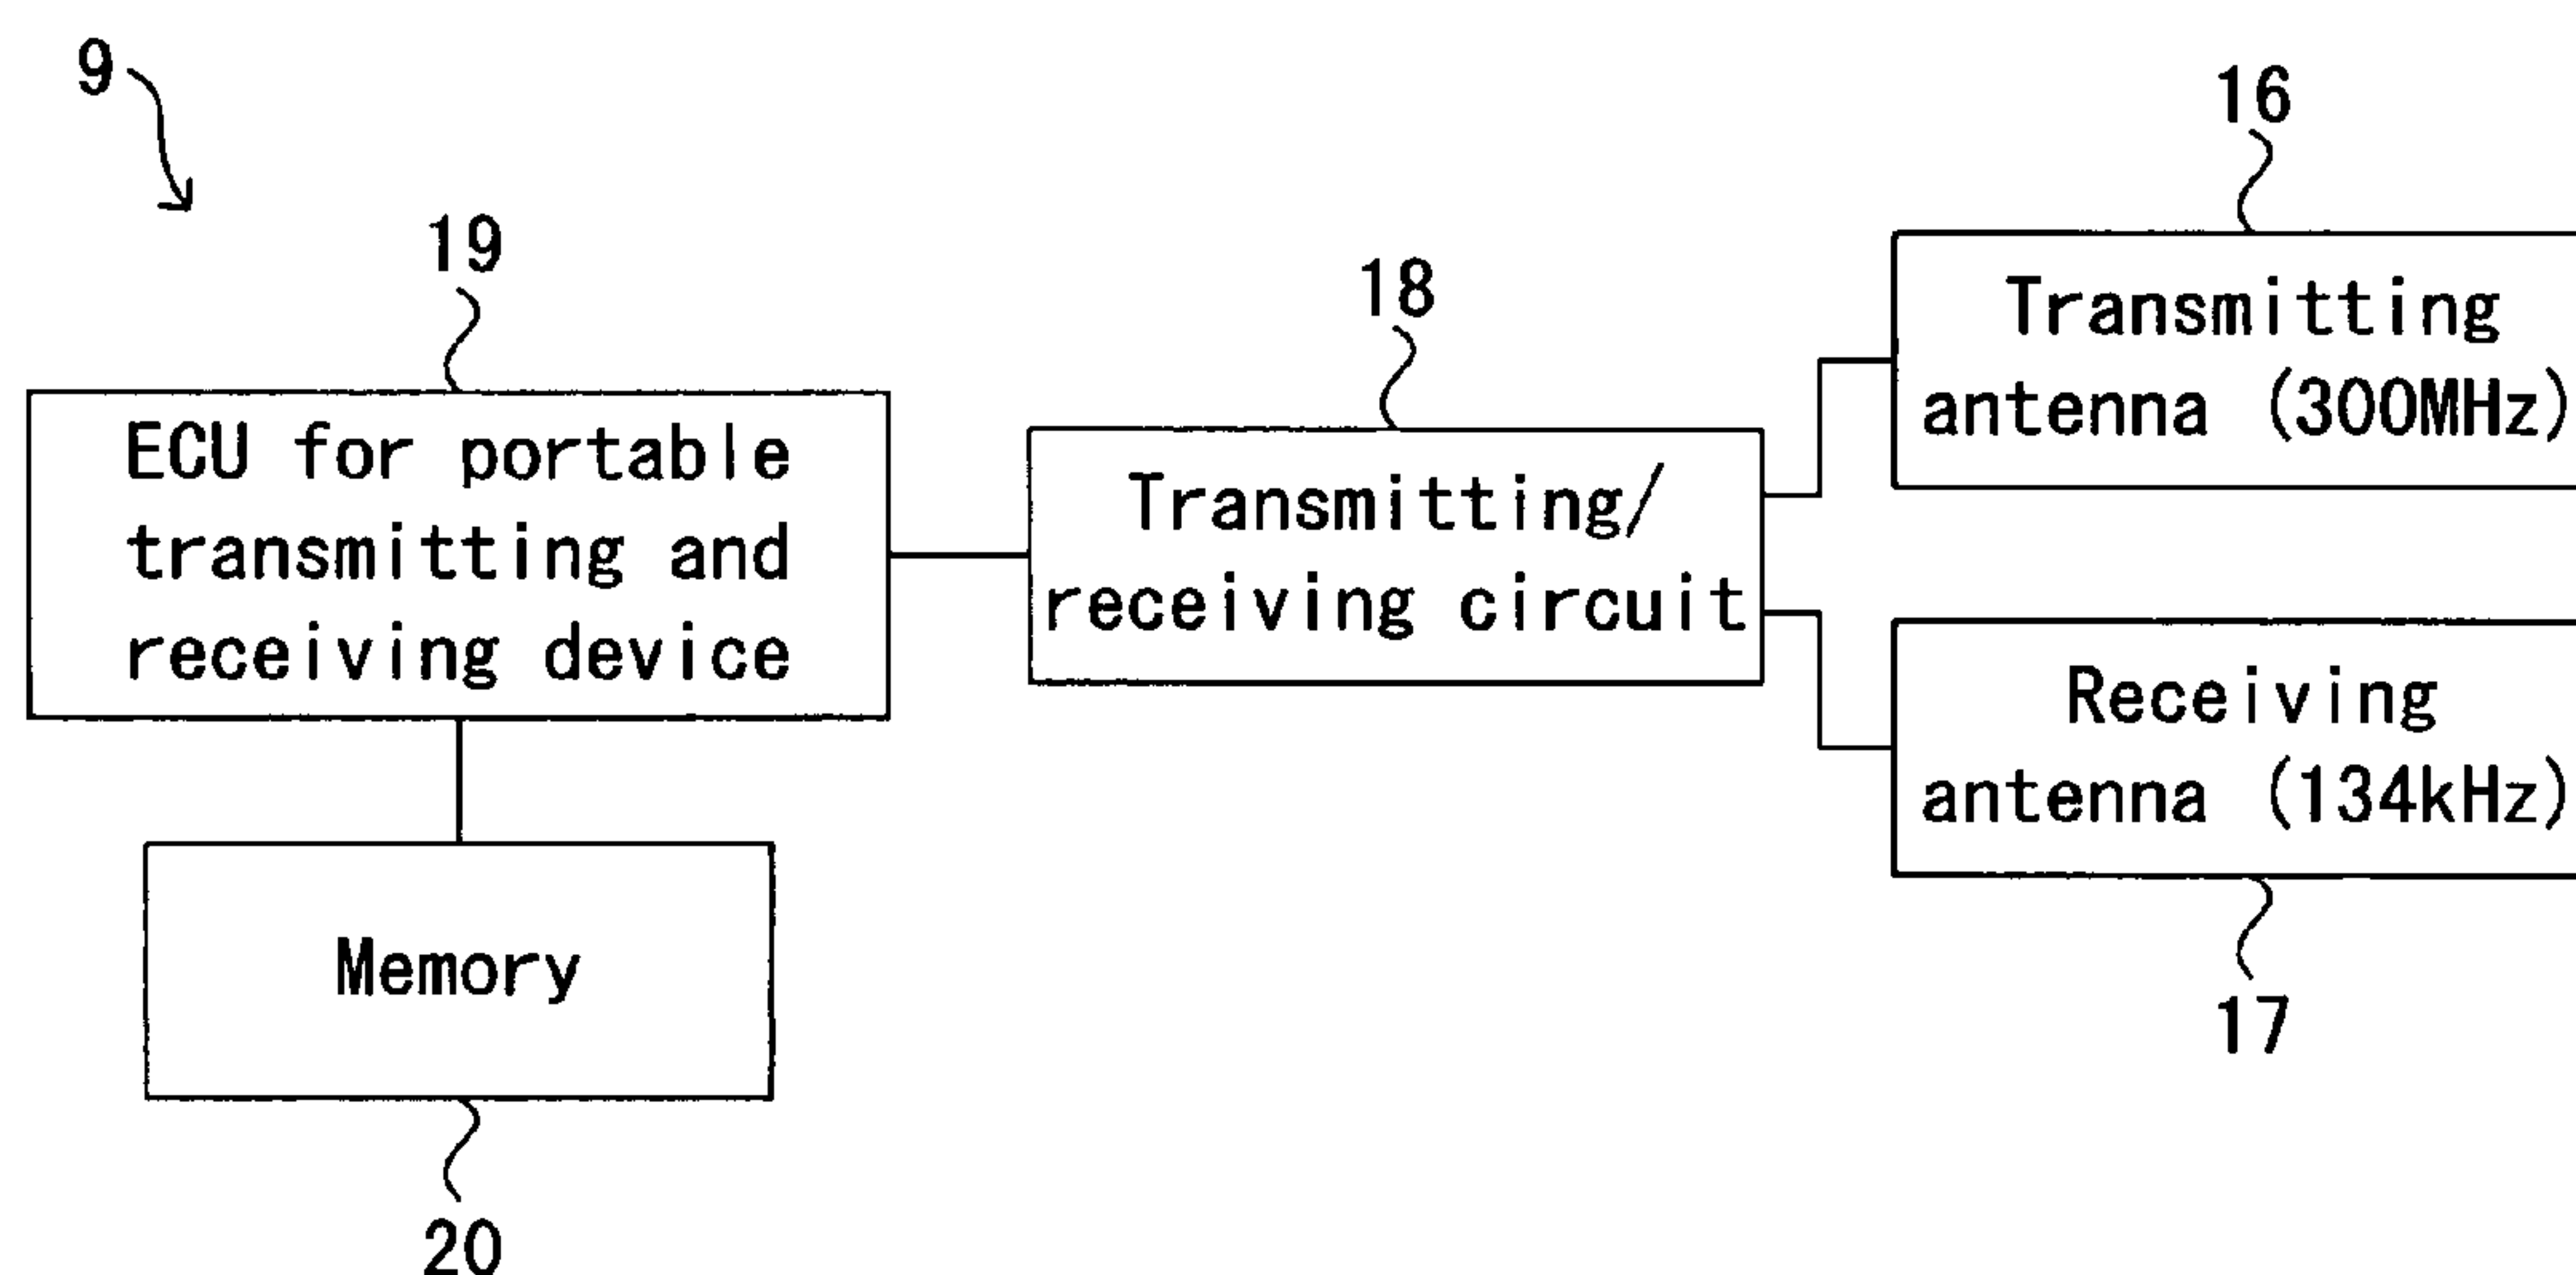 9
19
ECU for portable
transmitting and
receiving device
18
Transmitting/
receiving circuit
16
Transmitting
antenna (300MHz)
Receiving
antenna (134kHz)
17
Memory
20